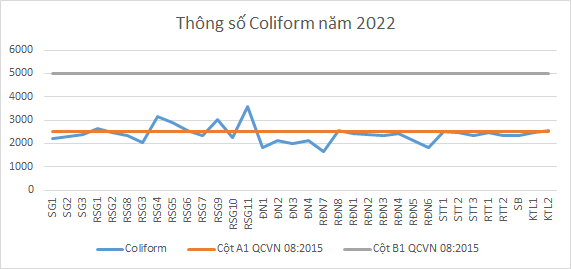 Thông số Coliform năm 2022
6000
5000
4000
3000
2000
1000
0
SG1
SG2
SG3
RSG1
RSG2
RSG8
RSG3
RSG4
RSG5
RSG6
RSG7
RSG9
RSG10
RSG11
ĐN1
ĐN2
ĐN3
ĐN4
RĐN7
RĐN8
RĐN1
RĐN2
RĐN3
RĐN4
RĐN5
RĐN6
STT1
STT2
STT3
RTT1
RTT2
SB
KTL1
KTL2
Coliform Cột A1 QCVN 08:2015 Cột B1 QCVN 08:2015